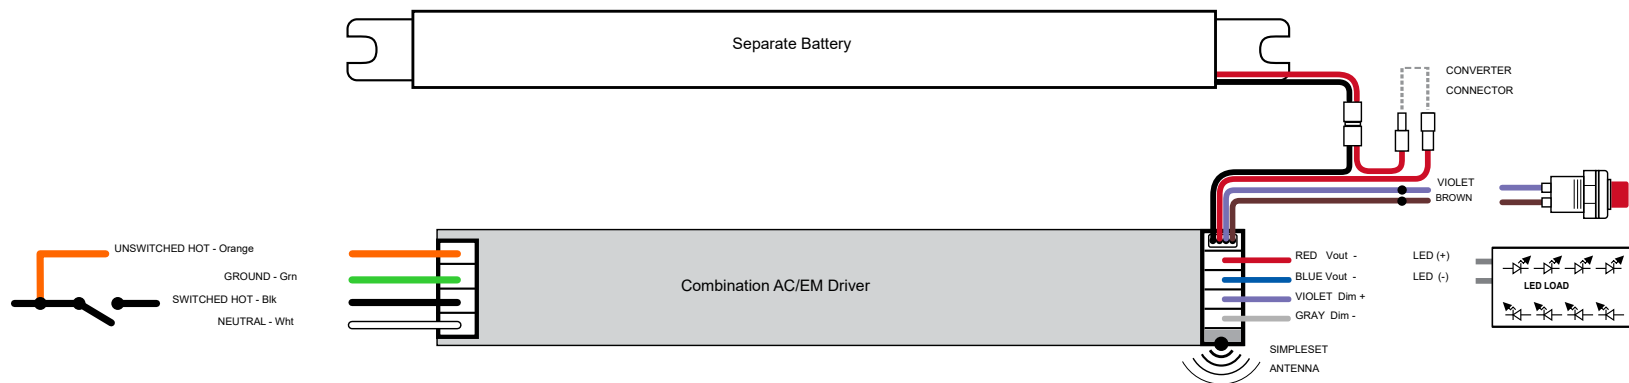 Separate Battery
CONVERTER
CONNECTOR
VIOLET
BROWN
UNSWITCHED HOT - Orange
GROUND - Grn
SWITCHED HOT - Blk
NEUTRAL - Wht
Combination AC/EM Driver
RED Vout -
BLUE Vout -
VIOLET Dim +
GRAY Dim -
LED (+)
LED (-)
LED LOAD
SIMPLESET
ANTENNA